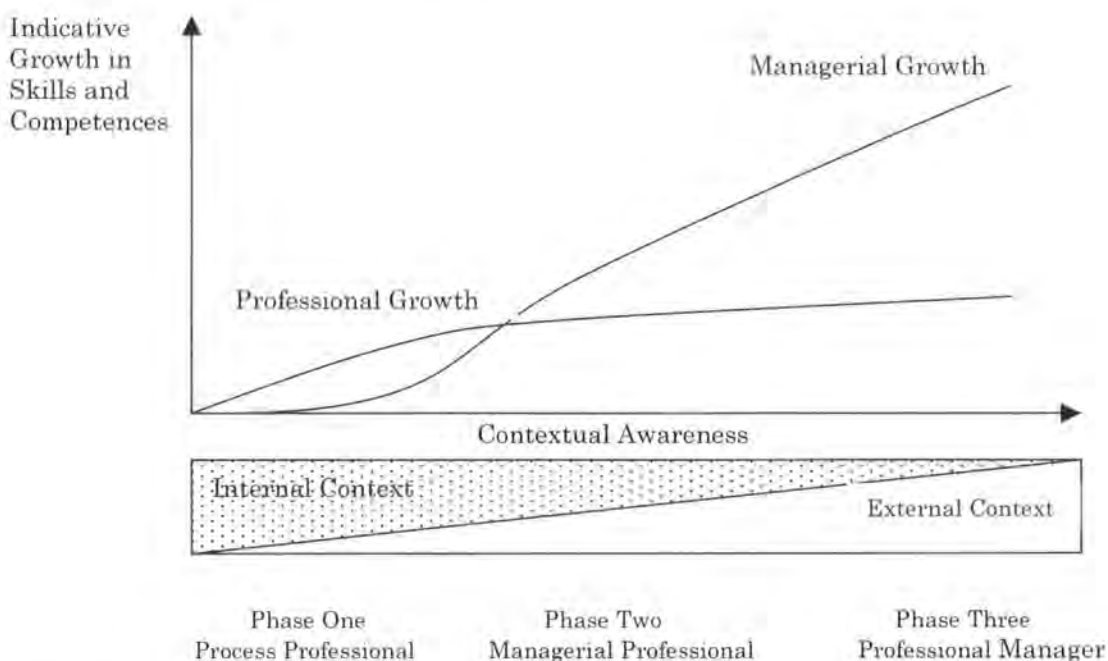 Indicative
Growth in
Skills and
Competences
Managerial Growth
Professional Growth
Contextual Awareness
Internal Context
External Context
Phase One
Process Professional
Phase Two
Managerial Professional
Phase Three
Professional Manager